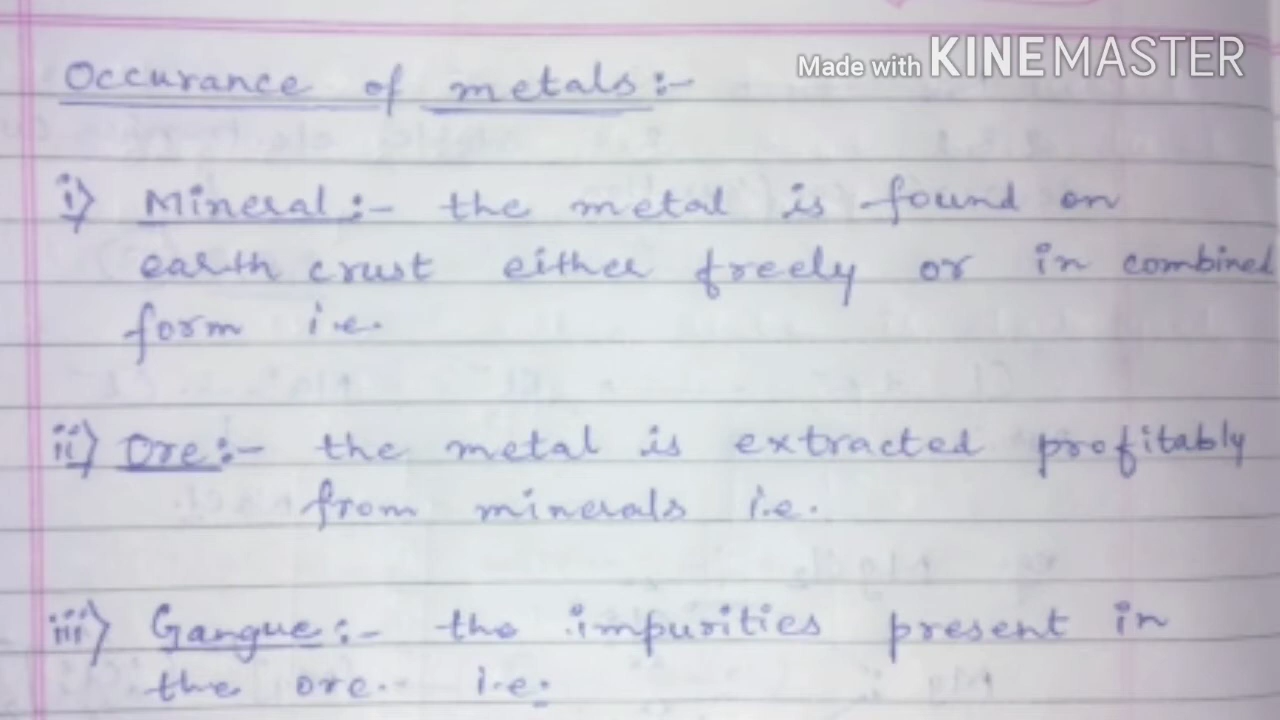 Made with KINEMASTER
Occurance of metals:-
i) Mineral:- the metal is found on
earth crust either freely or in combined
form i.e.
ii) Ore:- the metal is extracted profitably
from minerals i.e.
iii) Gangue:- the impurities present in
the ore. i.e.